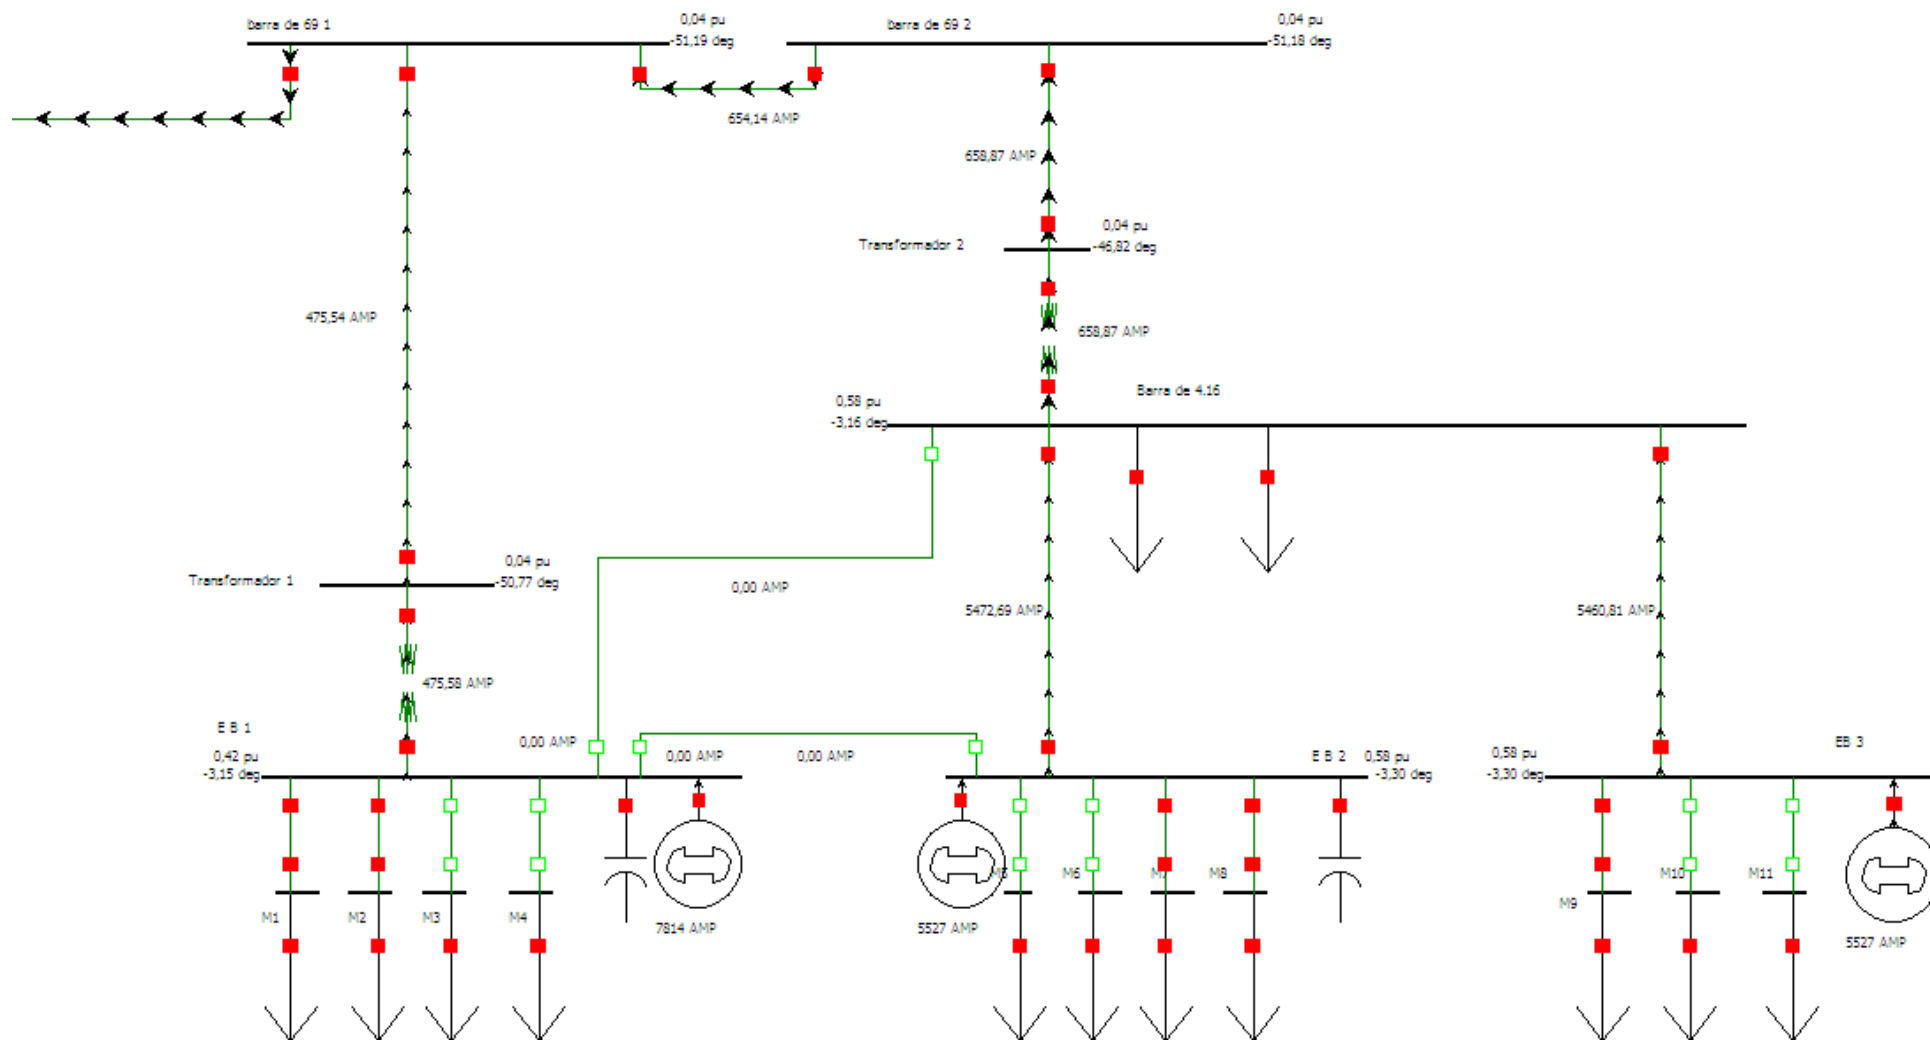 barra de 69 1
0,04 pu
-51,19 deg
barra de 69 2
0,04 pu
-51,18 deg
654,14 AMP
658,87 AMP
Transformador 2
0,04 pu
-46,82 deg
475,54 AMP
658,87 AMP
0,58 pu
-3,16 deg
Barra de 4.16
Transformador 1
0,04 pu
-50,77 deg
0,00 AMP
5472,69 AMP
5460,81 AMP
475,58 AMP
E B 1
0,42 pu
-3,15 deg
0,00 AMP
0,00 AMP
0,00 AMP
E B 2
0,58 pu
-3,30 deg
0,58 pu
-3,30 deg
EB 3
M1
M2
M3
M4
7814 AMP
5527 AMP
M6
M8
M9
M10
M11
5527 AMP